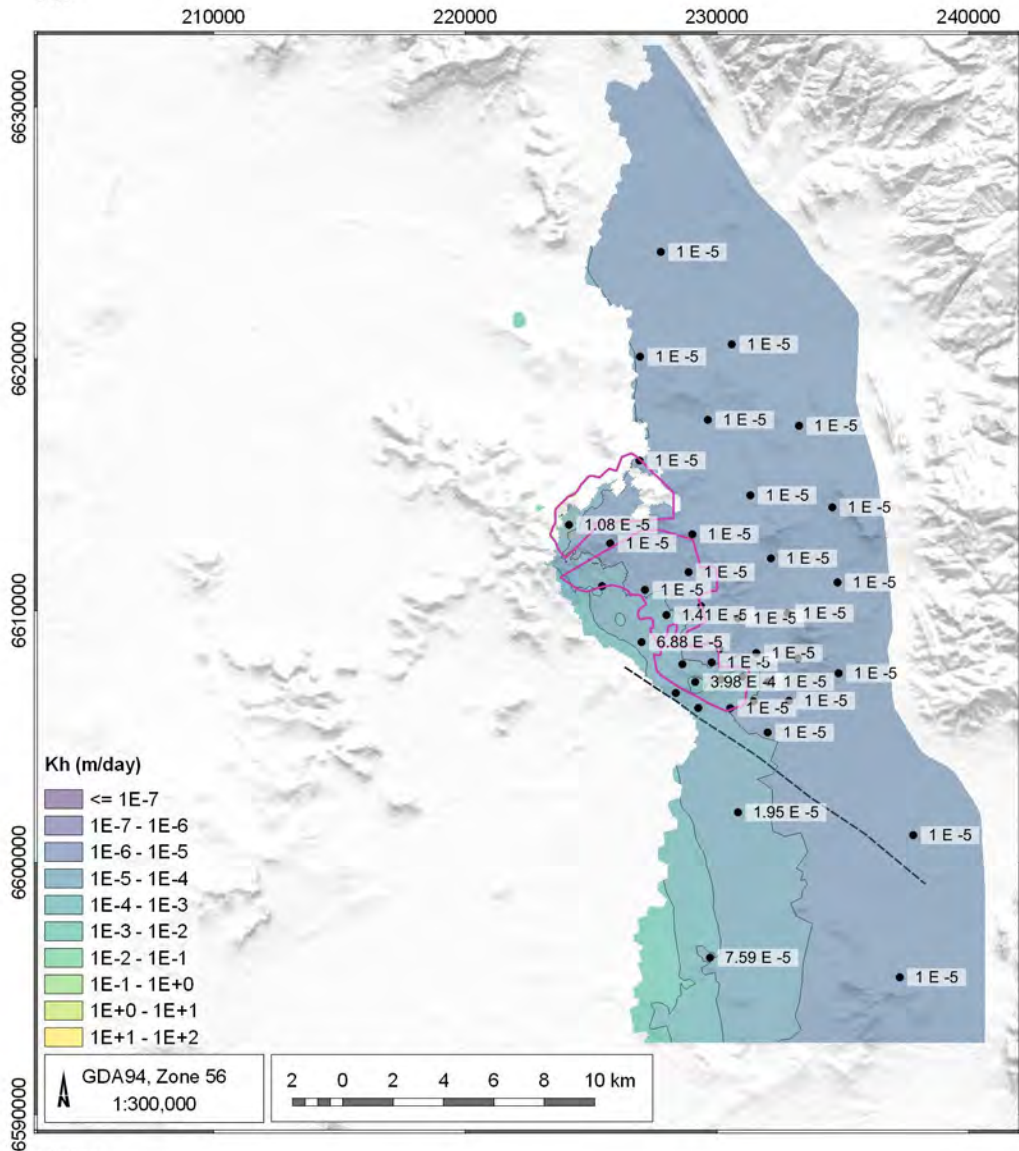 210000
220000
230000
240000
6630000
6620000
6610000
6600000
6590000
1 E -5
1 E -5
1 E -5
1 E -5
1 E -5
1 E -5
1 E -5
1 E -5
1.08 E -5
1 E -5
1 E -5
1 E -5
1 E -5
1 E -5
1 E -5
1.41 E -5
1 E -5
1 E -5
6.88 E -5
1 E -5
1 E -5
3.98 E -4
1 E -5
1 E -5
1 E -5
1 E -5
1.95 E -5
1 E -5
7.59 E -5
1 E -5
Kh (m/day)
<= 1E-7
1E-7 - 1E-6
1E-6 - 1E-5
1E-5 - 1E-4
1E-4 - 1E-3
1E-3 - 1E-2
1E-2 - 1E-1
1E-1 - 1E+0
1E+0 - 1E+1
1E+1 - 1E+2
N
GDA94, Zone 56
1:300,000
2 0 2 4 6 8 10 km